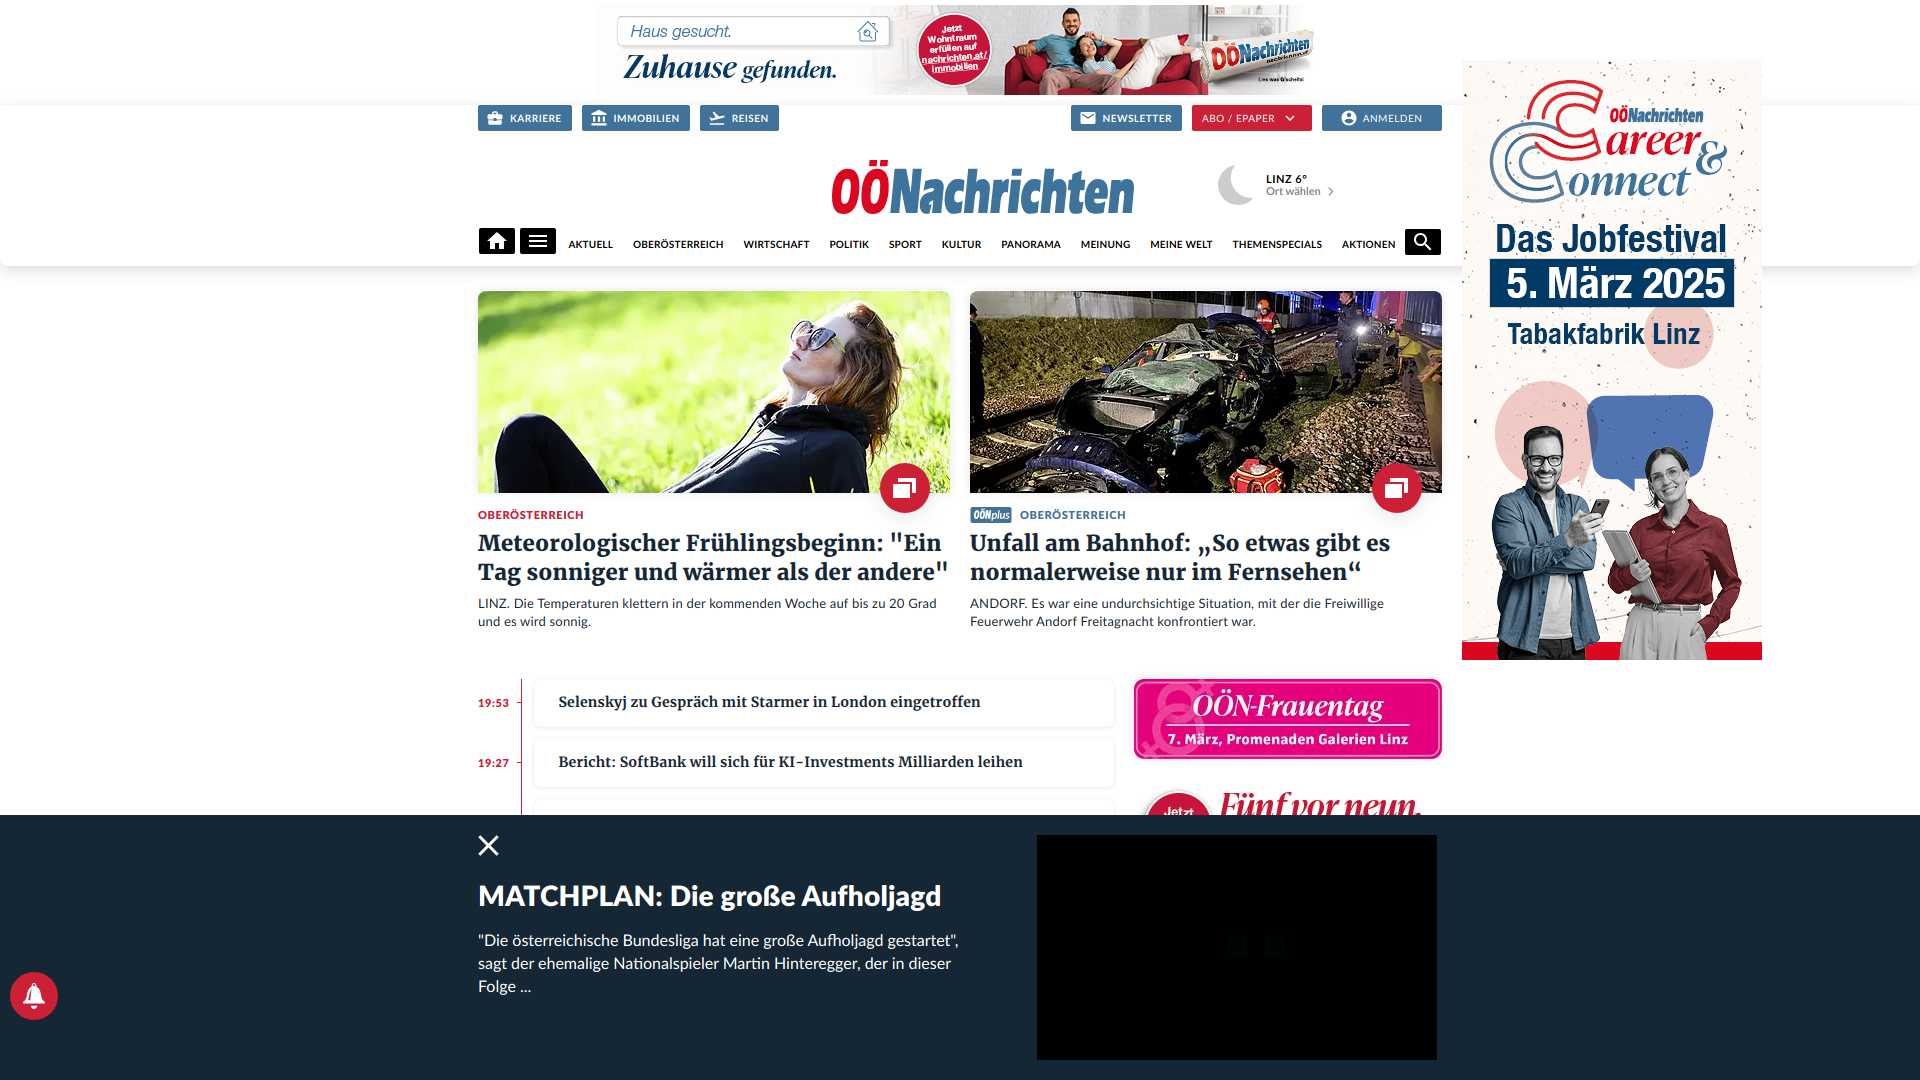 Haus gesucht.
Zuhause gefunden.
Jetzt
Wohntraum
erfüllen auf
nachrichten.at/
immobilien
OÖNachrichten
Lies was G'scheits!
KARRIERE
IMMOBILIEN
REISEN
NEWSLETTER
ABO / EPAPER
ANMELDEN
OÖNachrichten
LINZ 6°
Ort wählen
AKTUELL
OBERÖSTERREICH
WIRTSCHAFT
POLITIK
SPORT
KULTUR
PANORAMA
MEINUNG
MEINE WELT
THEMENSPECIALS
AKTIONEN
OÖNachrichten
Career &
Connect
Das Jobfestival
5. März 2025
Tabakfabrik Linz
OBERÖSTERREICH
Meteorologischer Frühlingsbeginn: "Ein
Tag sonniger und wärmer als der andere"
LINZ. Die Temperaturen klettern in der kommenden Woche auf bis zu 20 Grad
und es wird sonnig.
OÖNplus OBERÖSTERREICH
Unfall am Bahnhof: „So etwas gibt es
normalerweise nur im Fernsehen“
ANDORF. Es war eine undurchsichtige Situation, mit der die Freiwillige
Feuerwehr Andorf Freitagnacht konfrontiert war.
19:53 Selenskyj zu Gespräch mit Starmer in London eingetroffen
19:27 Bericht: SoftBank will sich für KI-Investments Milliarden leihen
OÖN-Frauentag
7. März, Promenaden Galerien Linz
Jetzt
Fünf vor neun.
MATCHPLAN: Die große Aufholjagd
"Die österreichische Bundesliga hat eine große Aufholjagd gestartet",
sagt der ehemalige Nationalspieler Martin Hinteregger, der in dieser
Folge ...